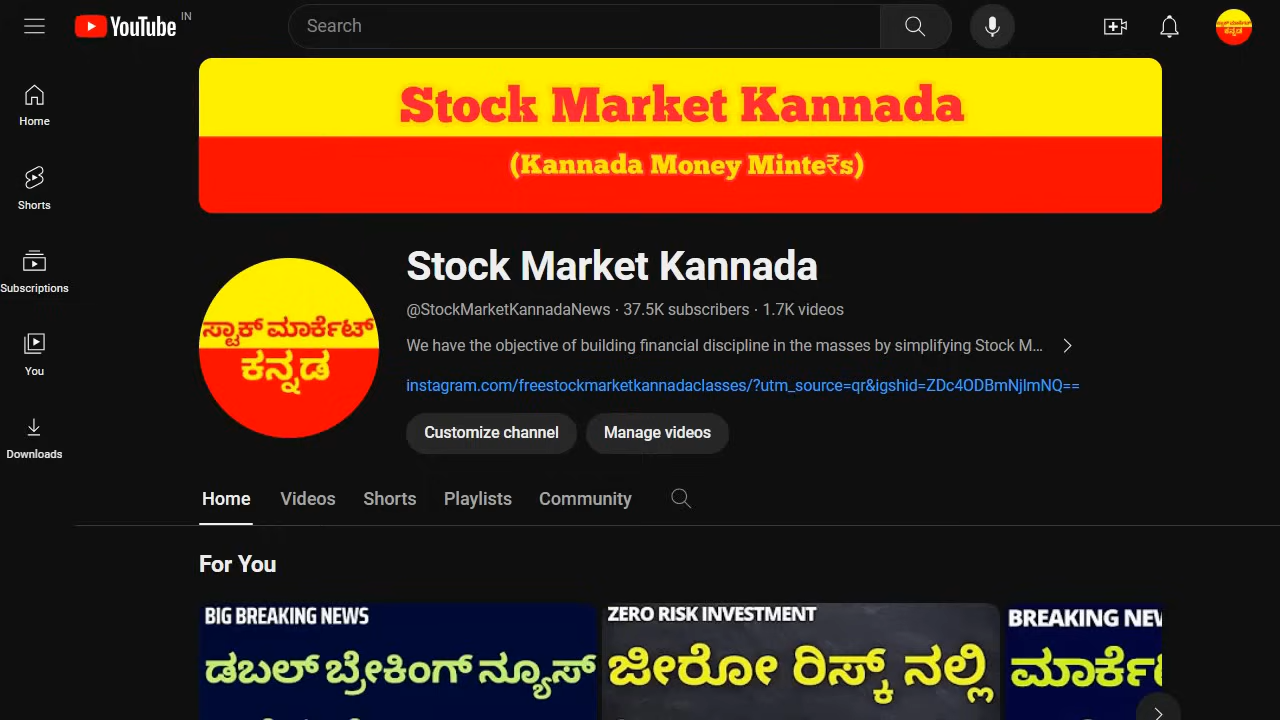 YouTube IN
Search
Home
Shorts
Subscriptions
You
Downloads
Stock Market Kannada
(Kannada Money Minte₹s)
ಸ್ಟಾಕ್ ಮಾರ್ಕೆಟ್
ಕನ್ನಡ
Stock Market Kannada
@StockMarketKannadaNews · 37.5K subscribers · 1.7K videos
We have the objective of building financial discipline in the masses by simplifying Stock M...
instagram.com/freestockmarketkannadaclasses/?utm_source=qr&igshid=ZDc4ODBmNjlmNQ==
Customize channel Manage videos
Home Videos Shorts Playlists Community
For You
BIG BREAKING NEWS
ಡಬಲ್ ಬ್ರೇಕಿಂಗ್ ನ್ಯೂಸ್
ZERO RISK INVESTMENT
ಜೀರೋ ರಿಸ್ಕ್ ನಲ್ಲಿ
BREAKING